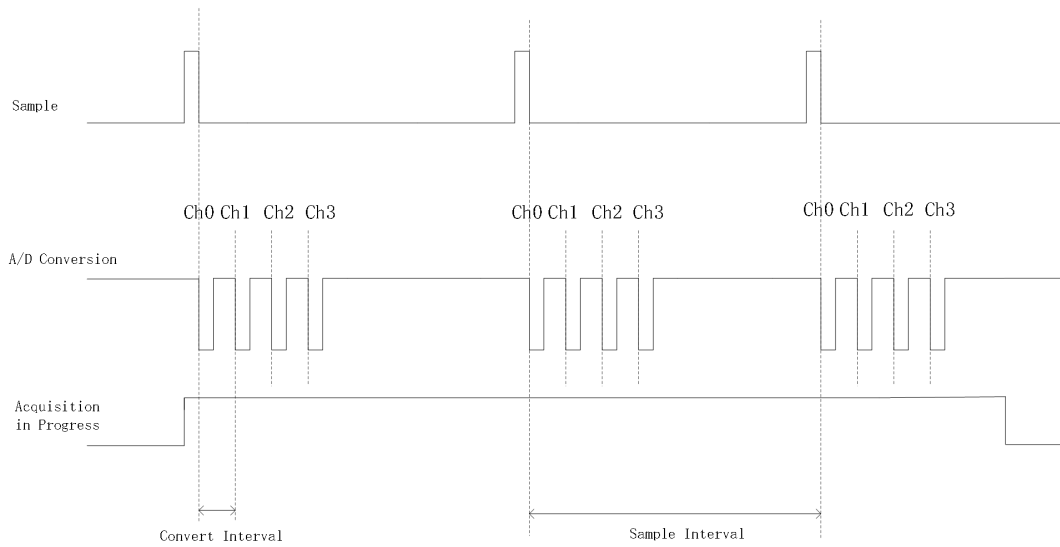 Sample
Ch0 Ch1 Ch2 Ch3 Ch0 Ch1 Ch2 Ch3 Ch0 Ch1 Ch2 Ch3
A/D Conversion
Acquisition
in Progress
Convert Interval
Sample Interval